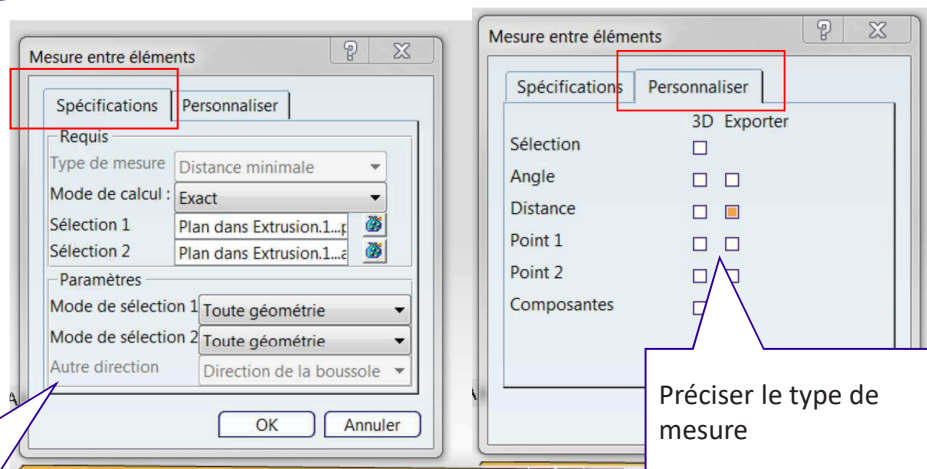 Mesure entre éléments
Spécifications Personnaliser
Requis
Type de mesure Distance minimale
Mode de calcul : Exact
Sélection 1 Plan dans Extrusion.1...
Sélection 2 Plan dans Extrusion.1...
Paramètres
Mode de sélection 1 Toute géométrie
Mode de sélection 2 Toute géométrie
Autre direction Direction de la boussole
OK Annuler
Mesure entre éléments
Spécifications Personnaliser
3D Exporter
Sélection
Angle
Distance
Point 1
Point 2
Composantes
Préciser le type de
mesure